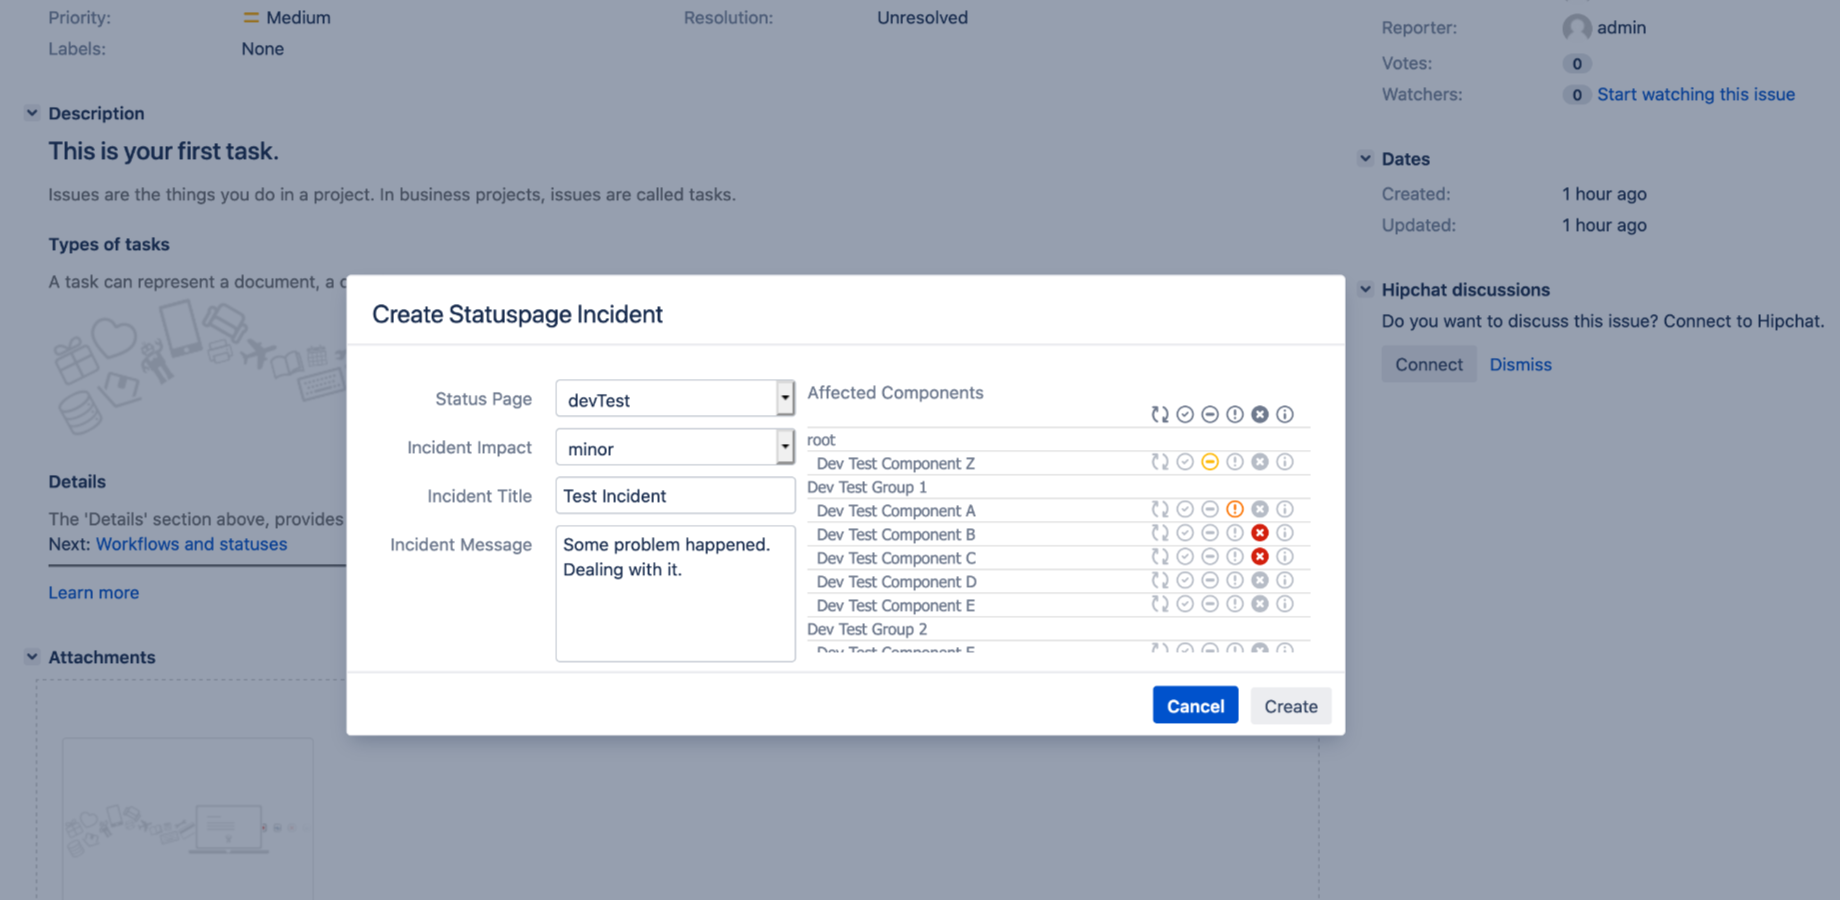 Priority: Medium Resolution: Unresolved
Labels: None
Reporter: admin
Votes: 0
Watchers: 0 Start watching this issue
Description
This is your first task.
Issues are the things you do in a project. In business projects, issues are called tasks.
Types of tasks
A task can represent a document, a c
Details
The 'Details' section above, provides
Next: Workflows and statuses
Learn more
Attachments
Dates
Created: 1 hour ago
Updated: 1 hour ago
Hipchat discussions
Do you want to discuss this issue? Connect to Hipchat.
Connect Dismiss
Create Statuspage Incident
Status Page devTest
Incident Impact minor
Incident Title Test Incident
Incident Message Some problem happened.
Dealing with it.
Affected Components
root
Dev Test Component Z
Dev Test Group 1
Dev Test Component A
Dev Test Component B
Dev Test Component C
Dev Test Component D
Dev Test Component E
Dev Test Group 2
Dev Test Component
Cancel Create